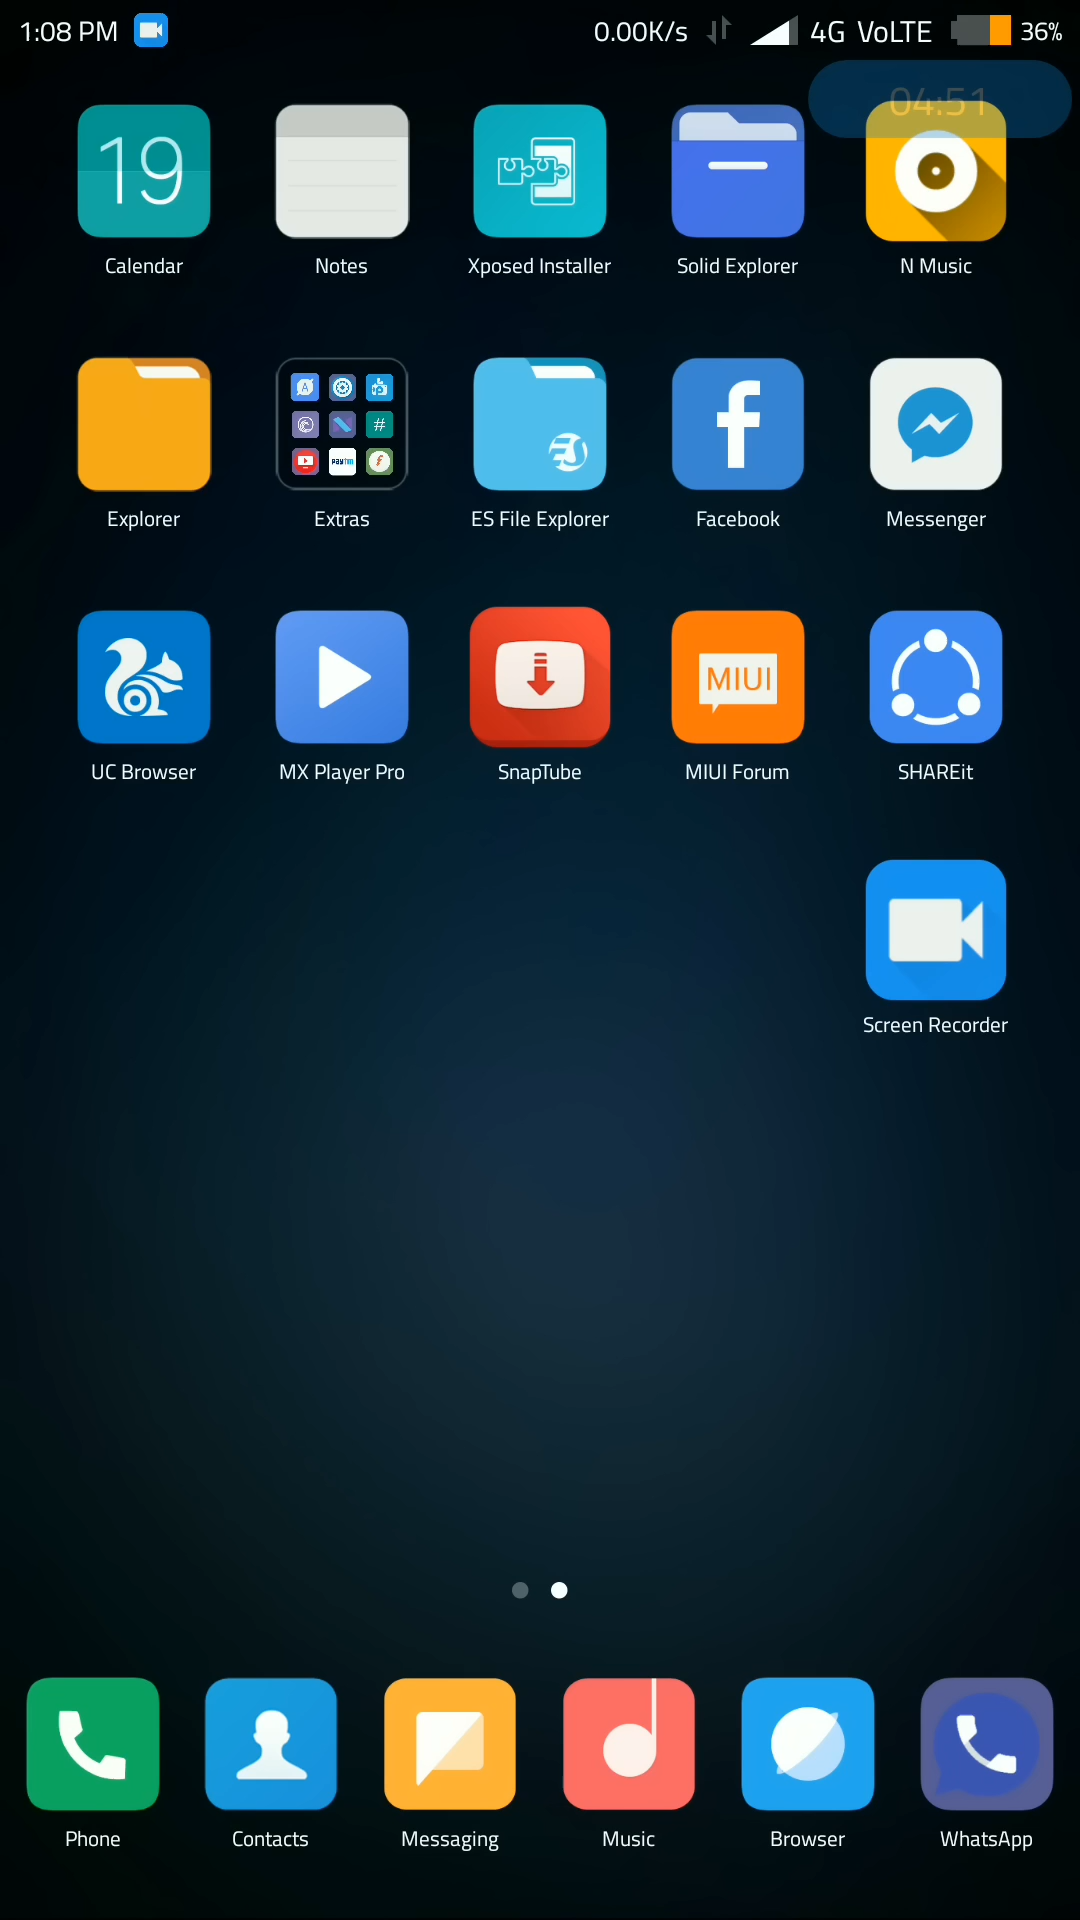 1:08 PM 0.00K/s 4G VoLTE 36%
04:51
19
Calendar Notes Xposed Installer Solid Explorer N Music
A # PAYTM
Explorer Extras ES File Explorer Facebook Messenger
MIUI
UC Browser MX Player Pro SnapTube MIUI Forum SHAREit
Screen Recorder
Phone Contacts Messaging Music Browser WhatsApp